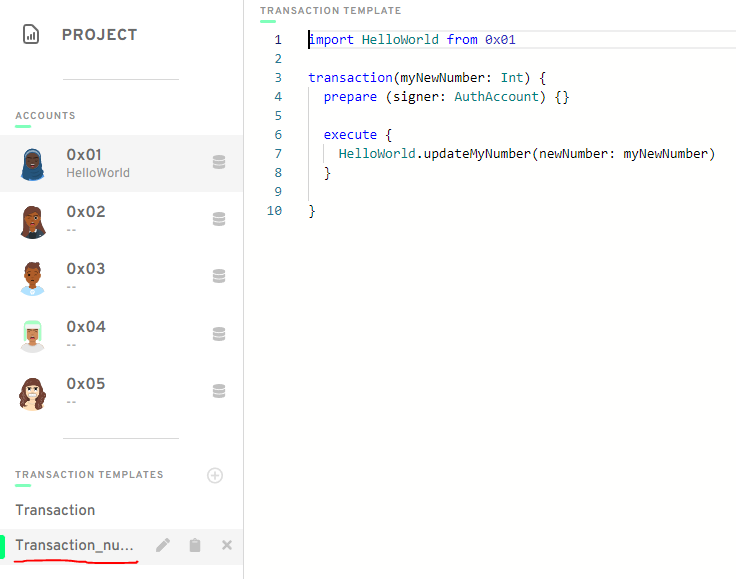 PROJECT
ACCOUNTS
0x01
HelloWorld
0x02
--
0x03
--
0x04
--
0x05
--
TRANSACTION TEMPLATES
Transaction
Transaction_nu...
TRANSACTION TEMPLATE
1 import HelloWorld from 0x01
2
3 transaction(myNewNumber: Int) {
4   prepare (signer: AuthAccount) {}
5
6   execute {
7     HelloWorld.updateMyNumber(newNumber: myNewNumber)
8   }
9
10 }